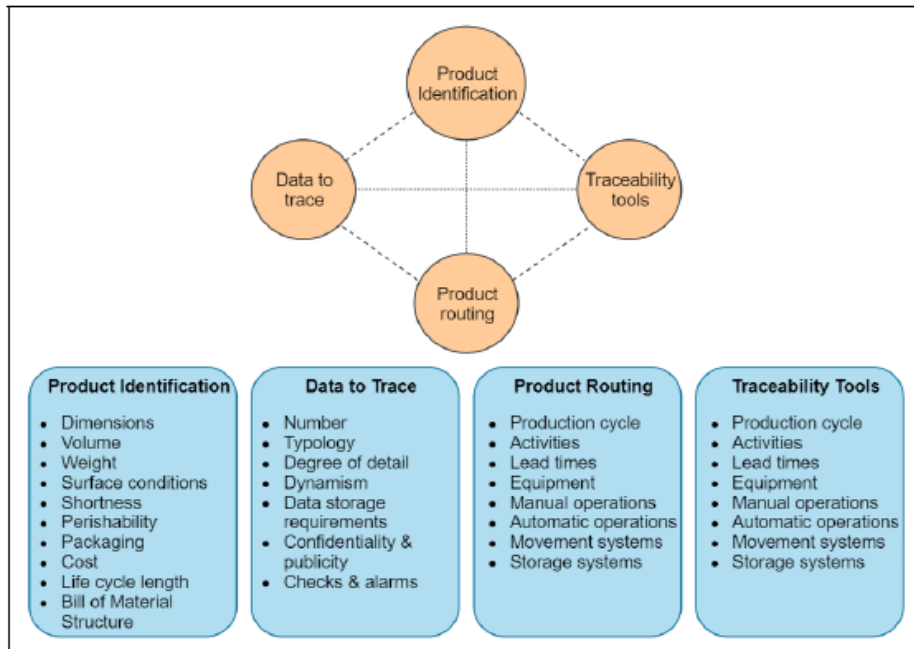 Product
Identification
Data to
trace
Traceability
tools
Product
routing
Product Identification
• Dimensions
• Volume
• Weight
• Surface conditions
• Shortness
• Perishability
• Packaging
• Cost
• Life cycle length
• Bill of Material
Structure
Data to Trace
• Number
• Typology
• Degree of detail
• Dynamism
• Data storage
requirements
• Confidentiality &
publicity
• Checks & alarms
Product Routing
• Production cycle
• Activities
• Lead times
• Equipment
• Manual operations
• Automatic operations
• Movement systems
• Storage systems
Traceability Tools
• Production cycle
• Activities
• Lead times
• Equipment
• Manual operations
• Automatic operations
• Movement systems
• Storage systems